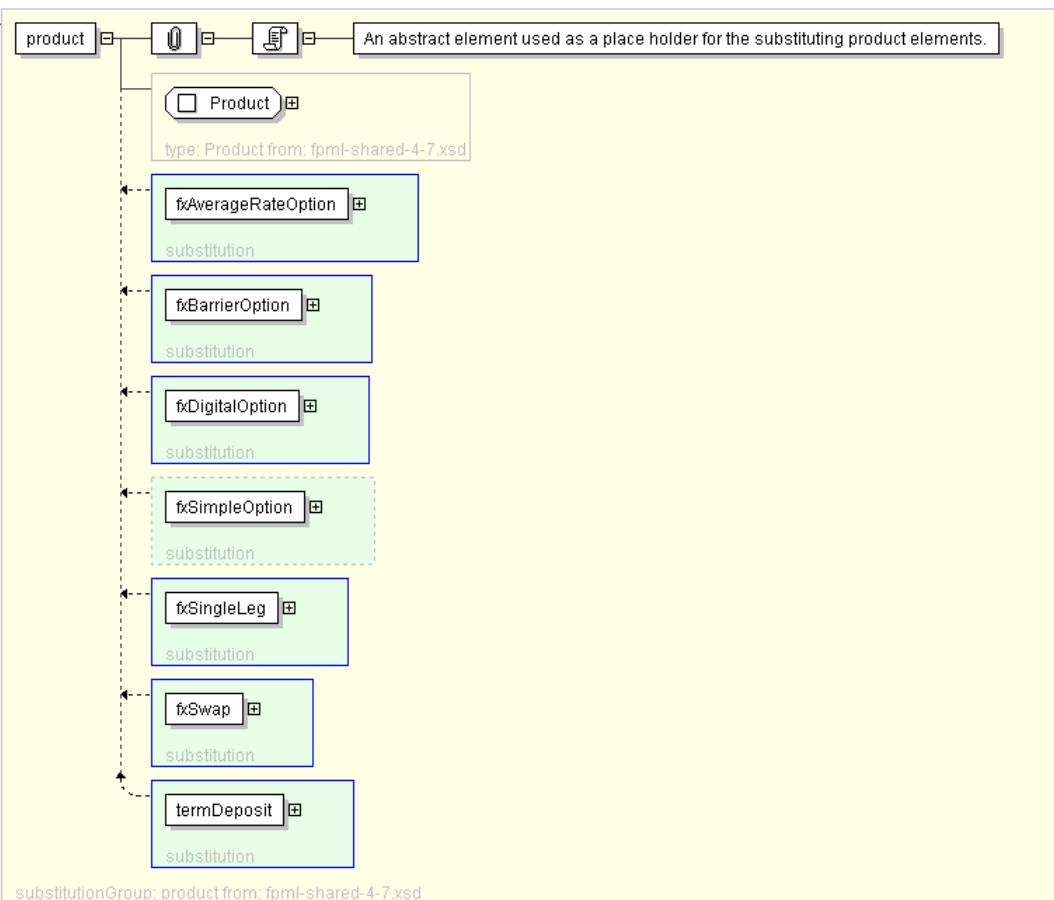 product
An abstract element used as a place holder for the substituting product elements.
Product
type: Product from: fpml-shared-4-7.xsd
fxAverageRateOption
substitution
fxBarrierOption
substitution
fxDigitalOption
substitution
fxSimpleOption
substitution
fxSingleLeg
substitution
fxSwap
substitution
termDeposit
substitution
substitutionGroup: product from: fpml-shared-4-7.xsd